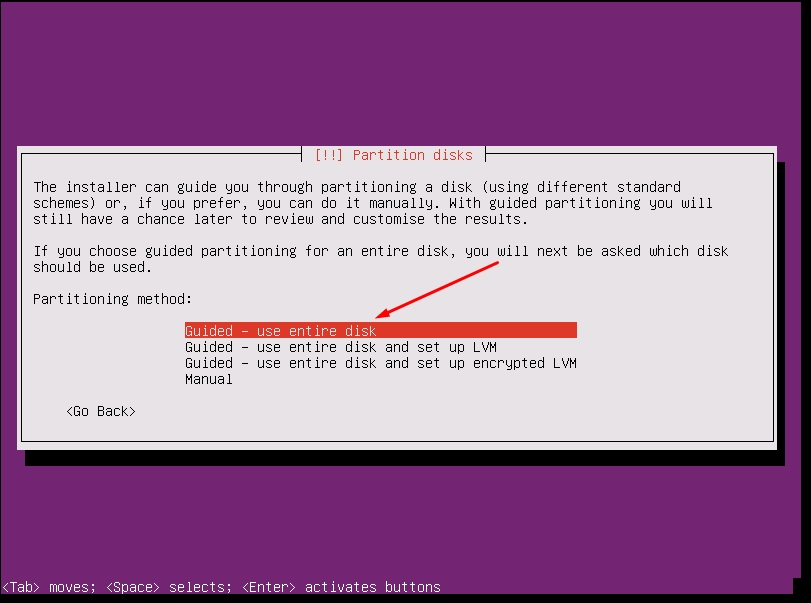 [!!] Partition disks
The installer can guide you through partitioning a disk (using different standard
schemes) or, if you prefer, you can do it manually. With guided partitioning you will
still have a chance later to review and customise the results.
If you choose guided partitioning for an entire disk, you will next be asked which disk
should be used.
Partitioning method:
Guided - use entire disk
Guided - use entire disk and set up LVM
Guided - use entire disk and set up encrypted LVM
Manual
<Go Back>
<Tab> moves; <Space> selects; <Enter> activates buttons